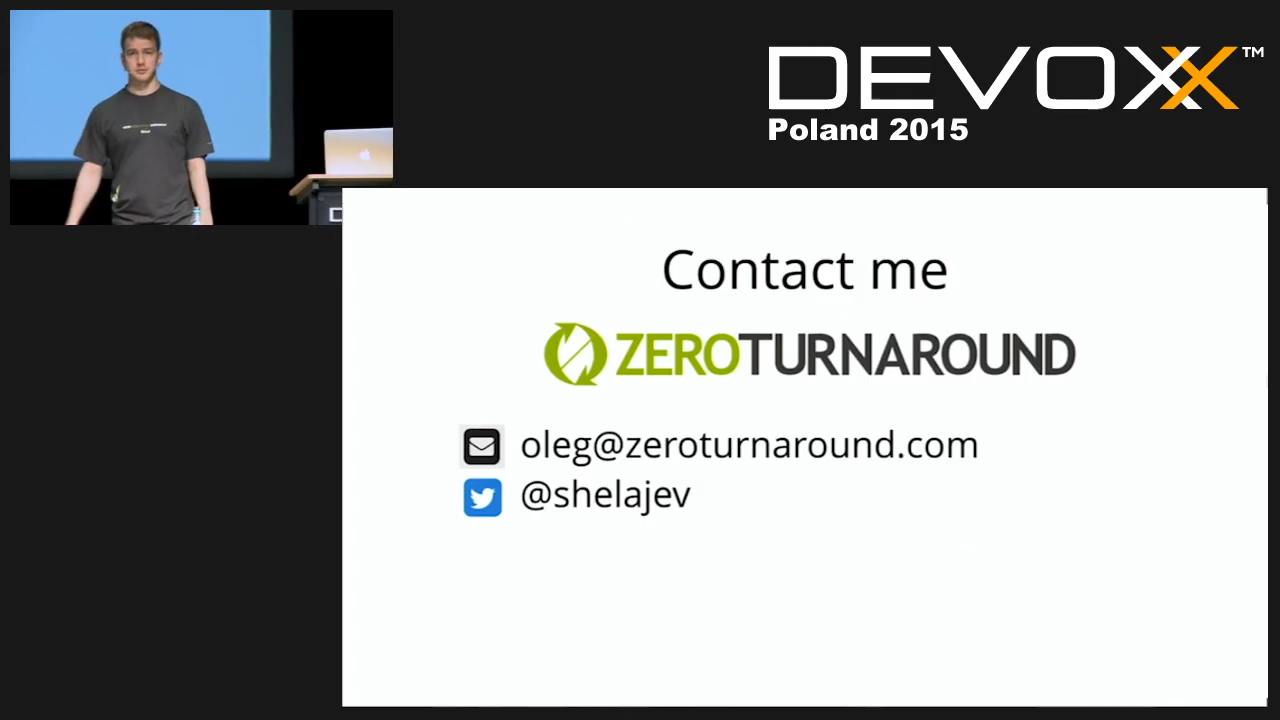 DEVOXX™
Poland 2015
Contact me
ZEROTURNAROUND
oleg@zeroturnaround.com
@shelajev